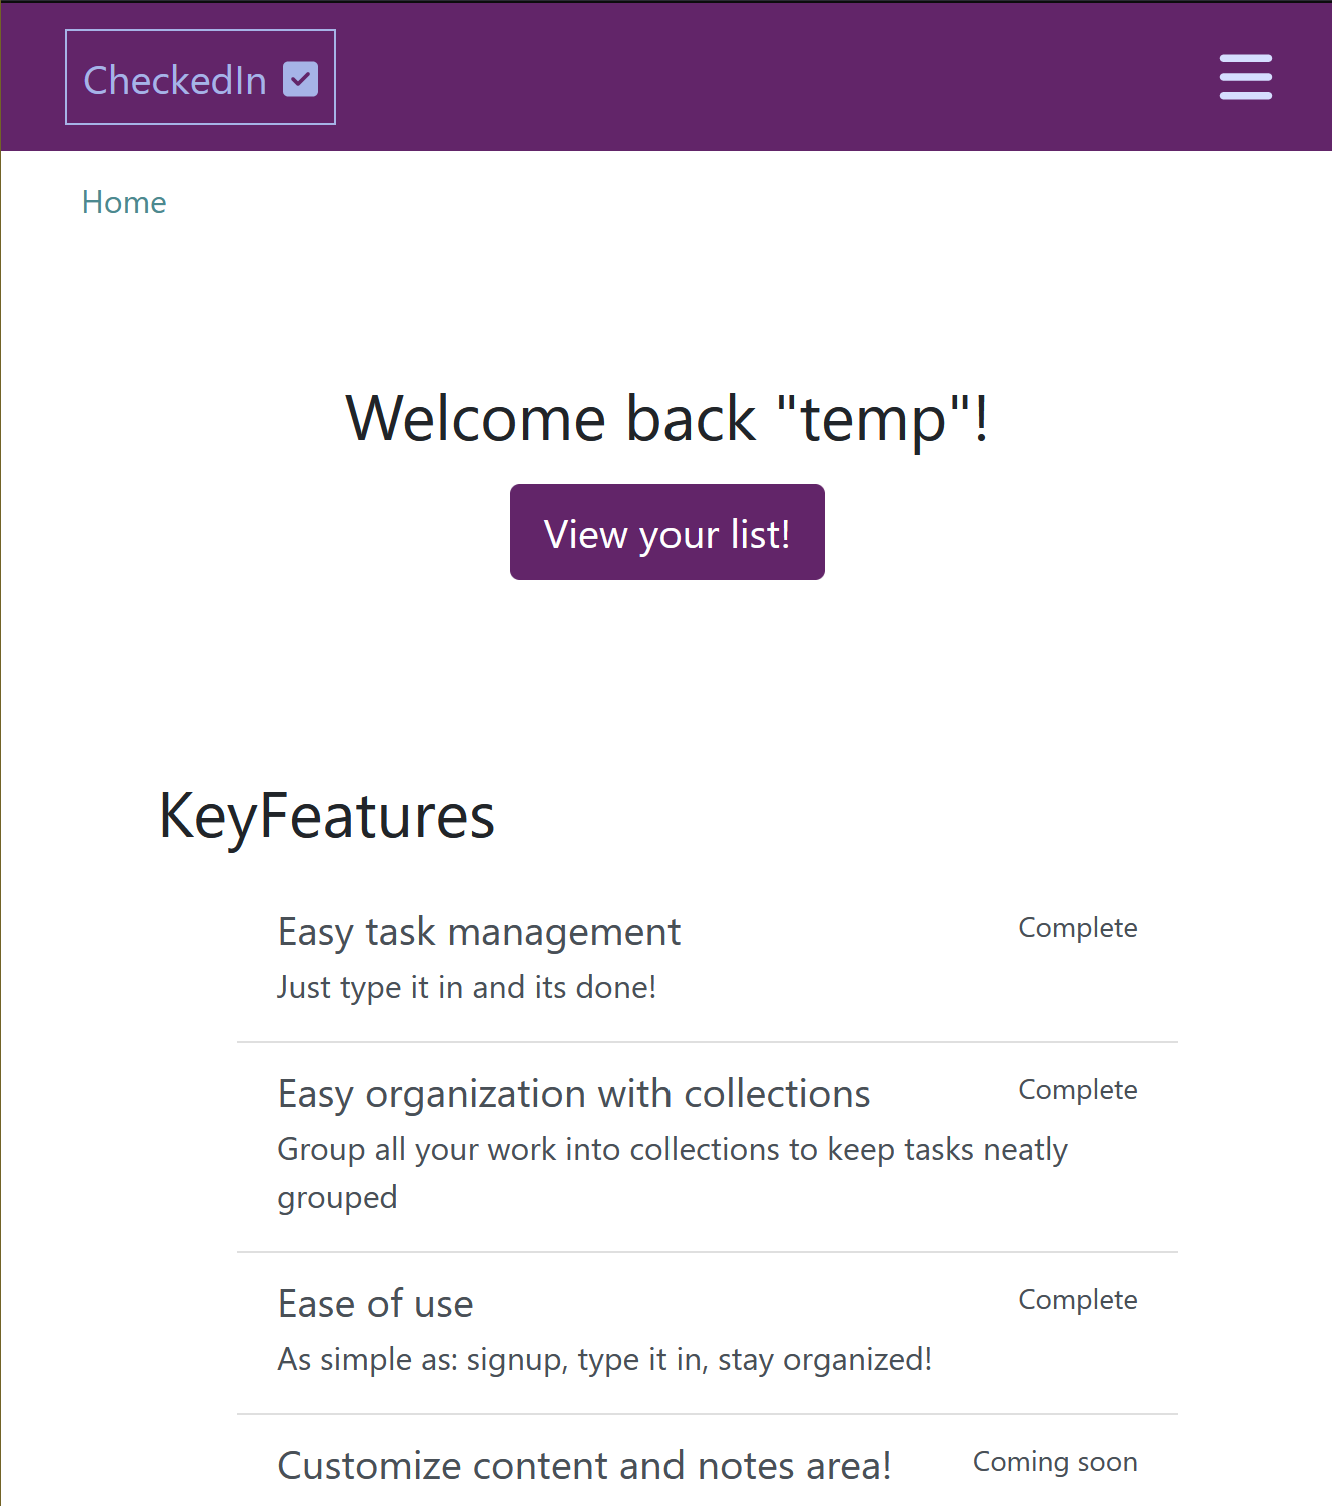 CheckedIn
Home
Welcome back "temp"!
View your list!
KeyFeatures
Easy task management
Complete
Just type it in and its done!
Easy organization with collections
Complete
Group all your work into collections to keep tasks neatly
grouped
Ease of use
Complete
As simple as: signup, type it in, stay organized!
Customize content and notes area!
Coming soon